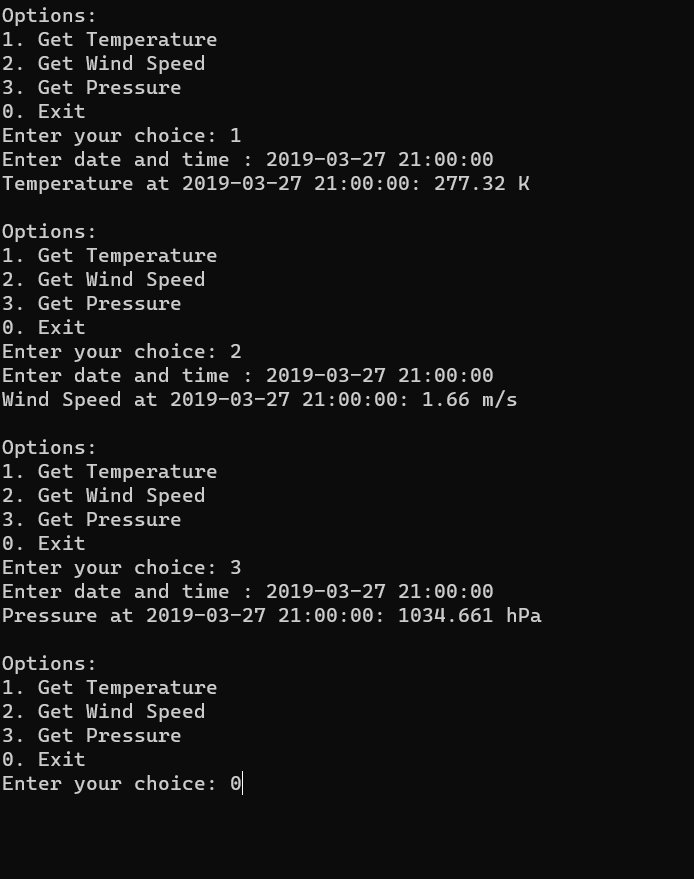 Options:
1. Get Temperature
2. Get Wind Speed
3. Get Pressure
0. Exit
Enter your choice: 1
Enter date and time : 2019-03-27 21:00:00
Temperature at 2019-03-27 21:00:00: 277.32 K

Options:
1. Get Temperature
2. Get Wind Speed
3. Get Pressure
0. Exit
Enter your choice: 2
Enter date and time : 2019-03-27 21:00:00
Wind Speed at 2019-03-27 21:00:00: 1.66 m/s

Options:
1. Get Temperature
2. Get Wind Speed
3. Get Pressure
0. Exit
Enter your choice: 3
Enter date and time : 2019-03-27 21:00:00
Pressure at 2019-03-27 21:00:00: 1034.661 hPa

Options:
1. Get Temperature
2. Get Wind Speed
3. Get Pressure
0. Exit
Enter your choice: 0